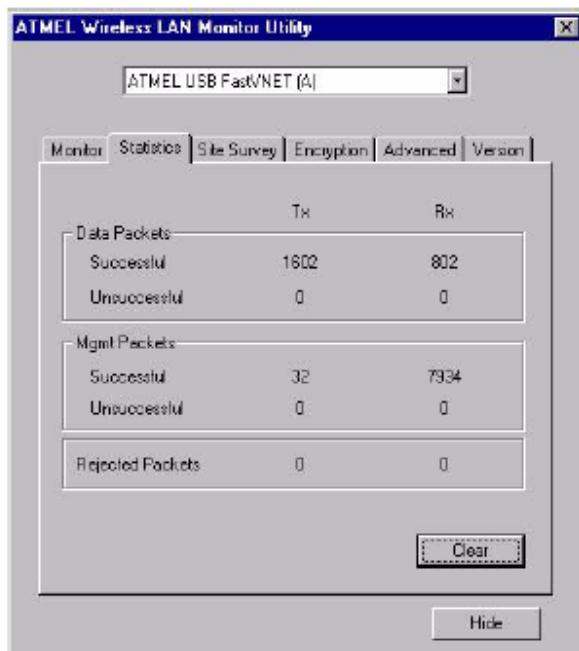 ATMEL Wireless LAN Monitor Utility
ATMEL USB FastVNET (A)
Monitor Statistics Site Survey Encryption Advanced Version
Tx Rx
Data Packets
Successful 1602 802
Unsuccessful 0 0
Mgmt Packets
Successful 32 7934
Unsuccessful 0 0
Rejected Packets 0 0
Clear
Hide